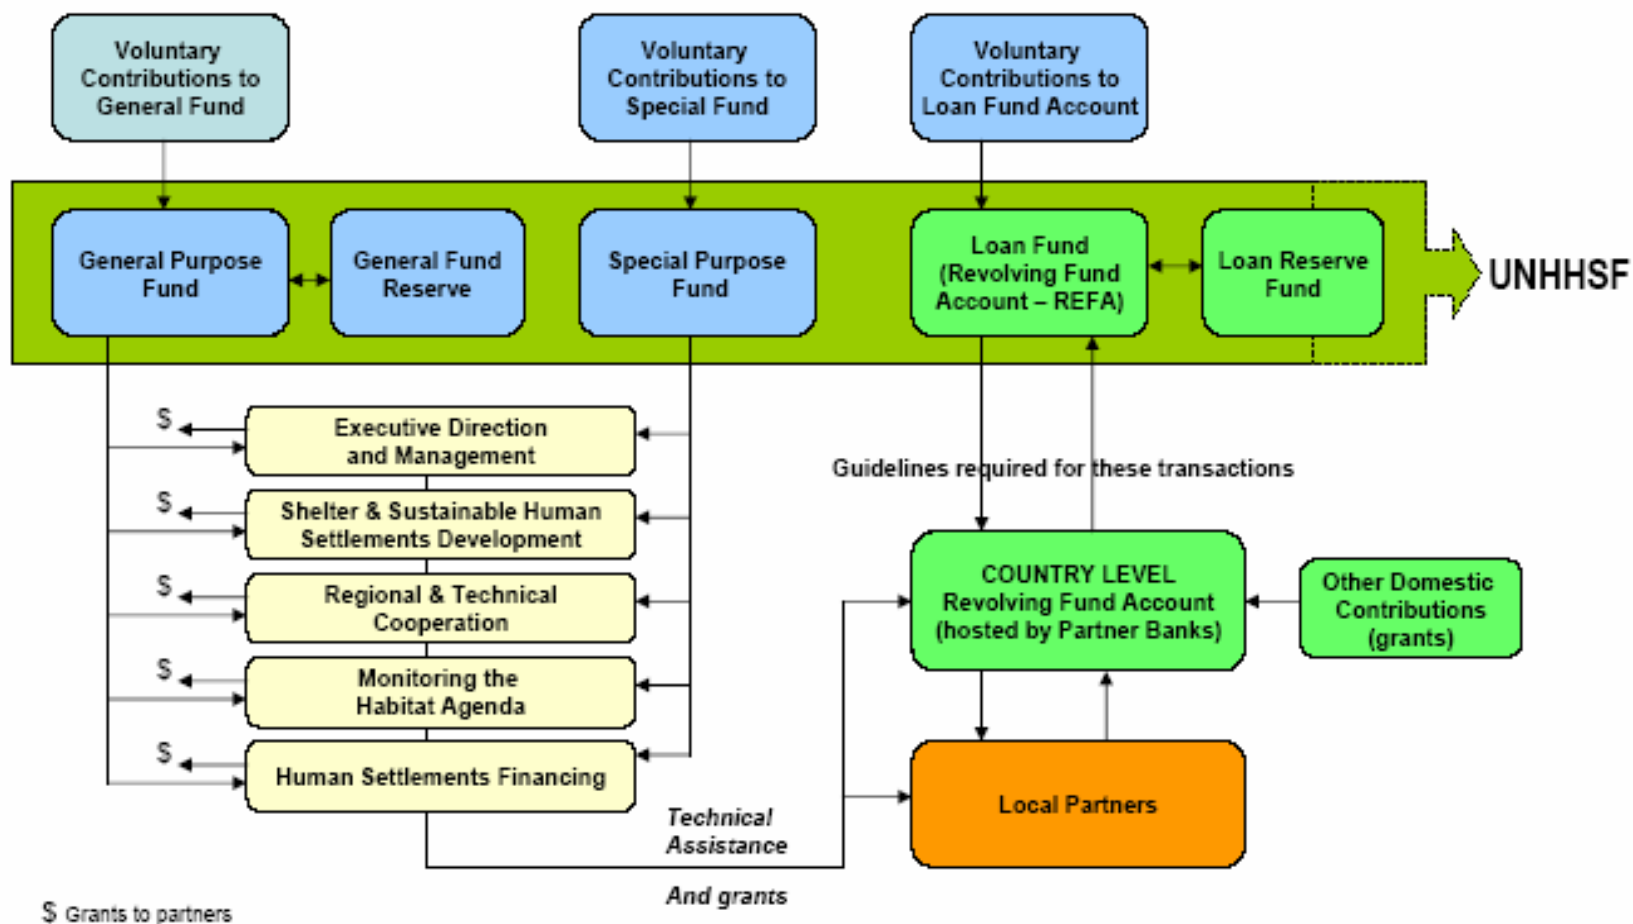 Voluntary
Contributions to
General Fund
Voluntary
Contributions to
Special Fund
Voluntary
Contributions to
Loan Fund Account
General Purpose
Fund
General Fund
Reserve
Special Purpose
Fund
Loan Fund
(Revolving Fund
Account – REFA)
Loan Reserve
Fund
UNHHSF
$
Executive Direction
and Management
$
Shelter & Sustainable Human
Settlements Development
$
Regional & Technical
Cooperation
$
Monitoring the
Habitat Agenda
$
Human Settlements Financing
Guidelines required for these transactions
COUNTRY LEVEL
Revolving Fund Account
(hosted by Partner Banks)
Other Domestic
Contributions
(grants)
Local Partners
Technical
Assistance
And grants
$ Grants to partners